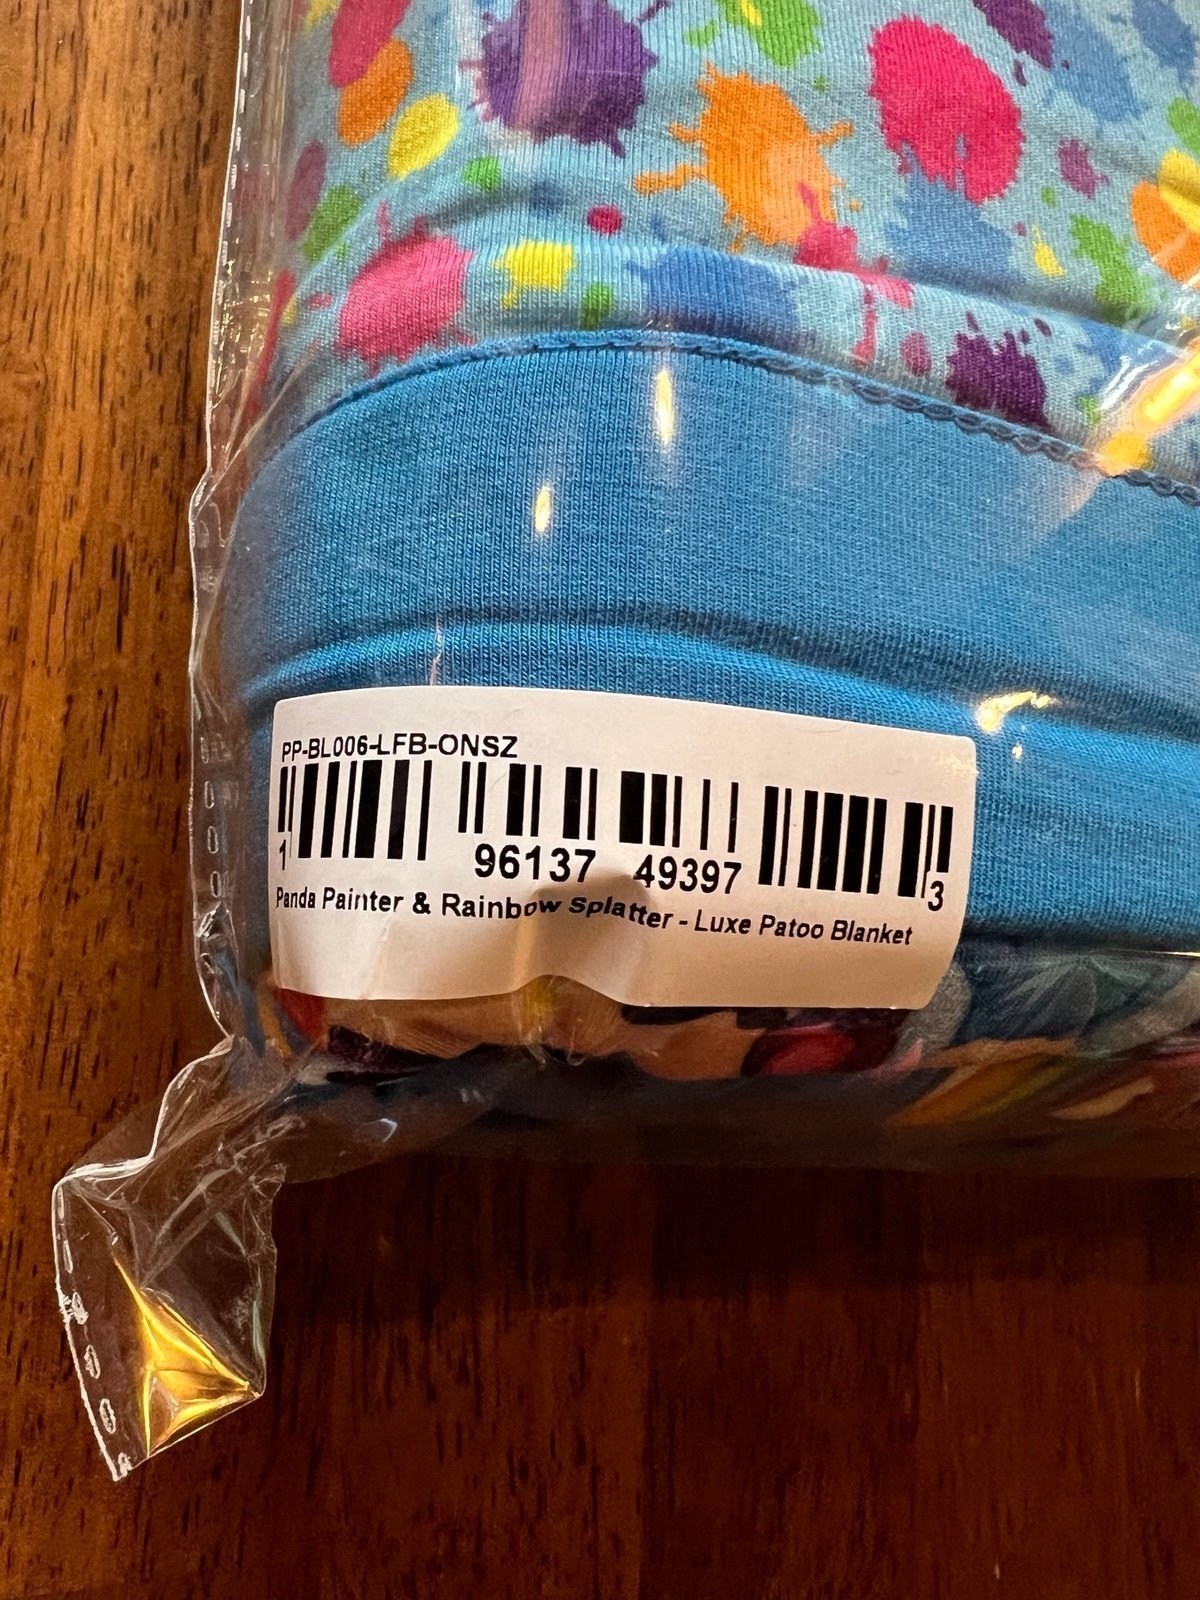 PP-BL006-LFB-ONSZ
1 96137 49397 3
Panda Painter & Rainbow Splatter - Luxe Patoo Blanket